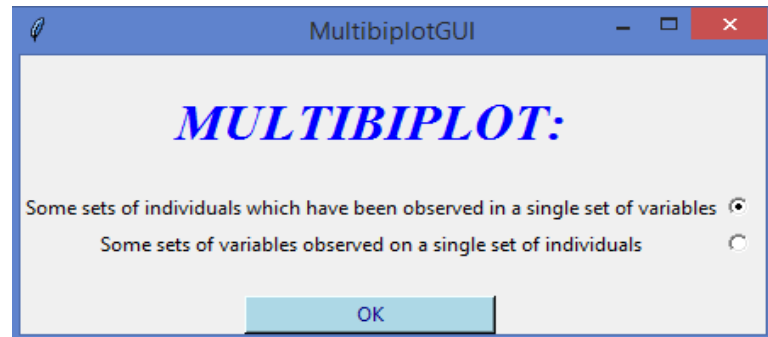 MultibiplotGUI
MULTIBIPLOT:
Some sets of individuals which have been observed in a single set of variables
Some sets of variables observed on a single set of individuals
OK